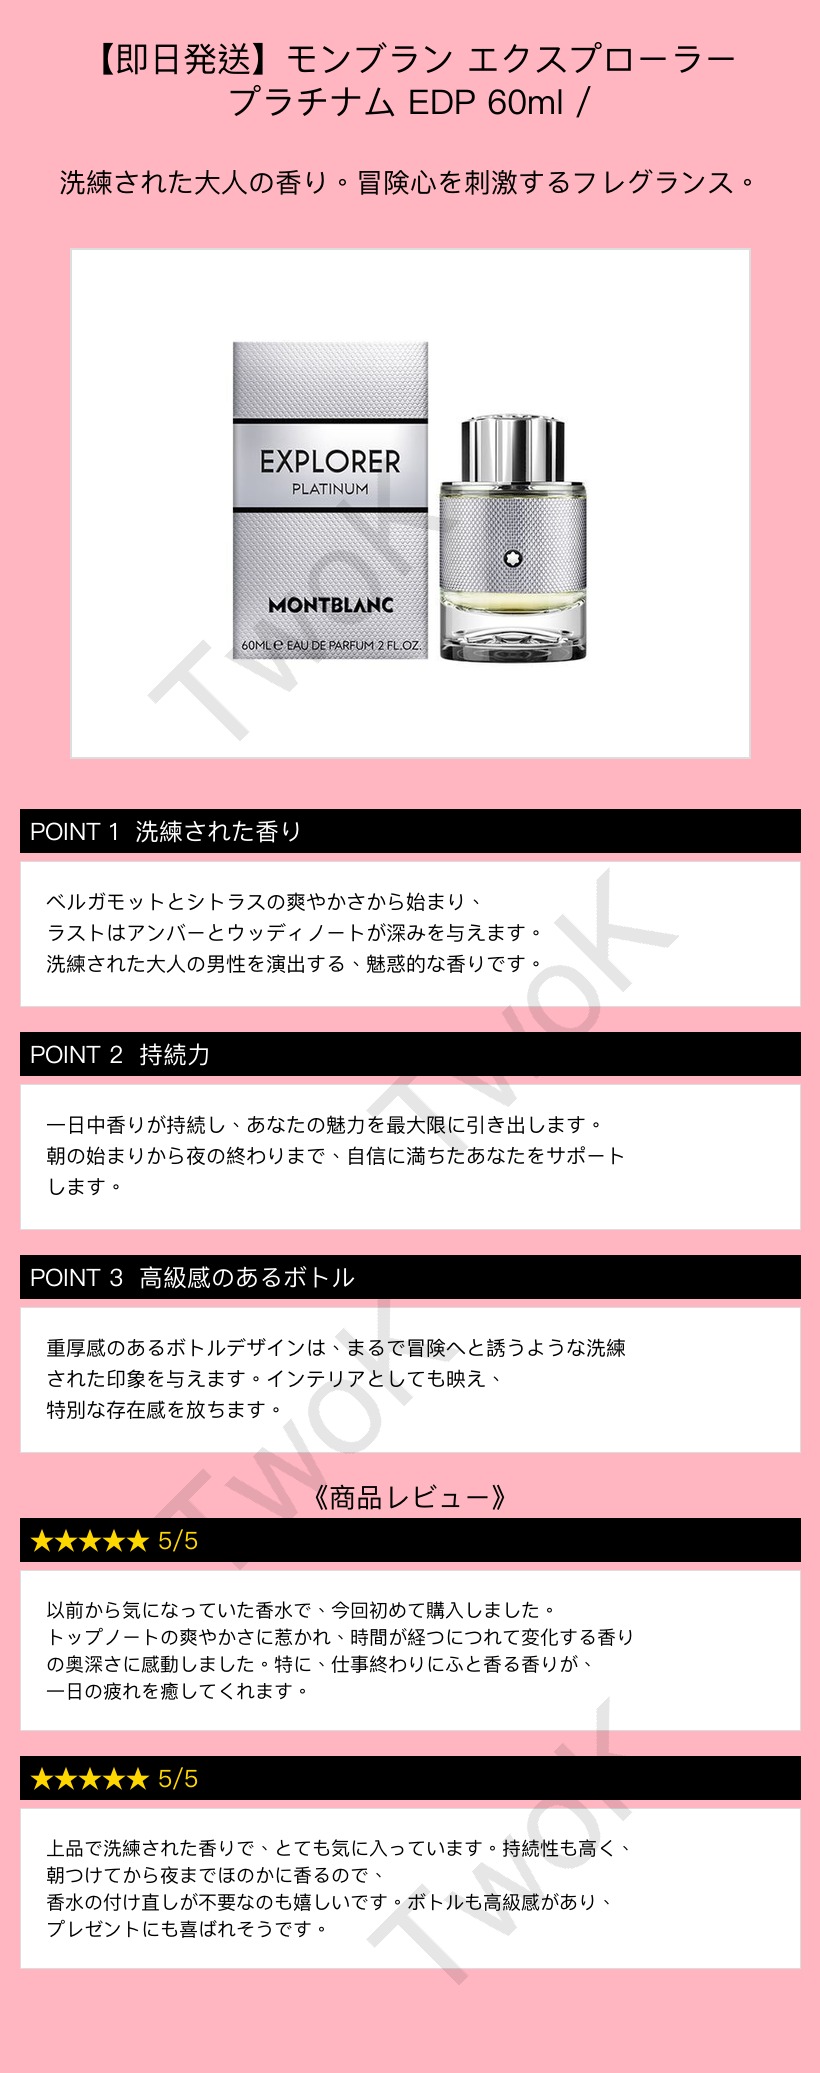 【即日発送】モンブラン エクスプローラー
プラチナム EDP 60ml /
洗練された大人の香り。冒険心を刺激するフレグランス。
EXPLORER
PLATINUM
MONTBLANC
60ML℮ EAU DE PARFUM 2 FL.OZ.
TwoK
POINT 1 洗練された香り
ベルガモットとシトラスの爽やかさから始まり、
ラストはアンバーとウッディノートが深みを与えます。
洗練された大人の男性を演出する、魅惑的な香りです。
TwoK
POINT 2 持続力
一日中香りが持続し、あなたの魅力を最大限に引き出します。
朝の始まりから夜の終わりまで、自信に満ちたあなたをサポート
します。
POINT 3 高級感のあるボトル
重厚感のあるボトルデザインは、まるで冒険へと誘うような洗練
された印象を与えます。インテリアとしても映え、
特別な存在感を放ちます。
TwoK
《商品レビュー》
★★★★★ 5/5
以前から気になっていた香水で、今回初めて購入しました。
トップノートの爽やかさに惹かれ、時間が経つにつれて変化する香り
の奥深さに感動しました。特に、仕事終わりにふと香る香りが、
一日の疲れを癒してくれます。
★★★★★ 5/5
上品で洗練された香りで、とても気に入っています。持続性も高く、
朝つけてから夜までほのかに香るので、
香水の付け直しが不要なのも嬉しいです。ボトルも高級感があり、
プレゼントにも喜ばれそうです。
TwoK